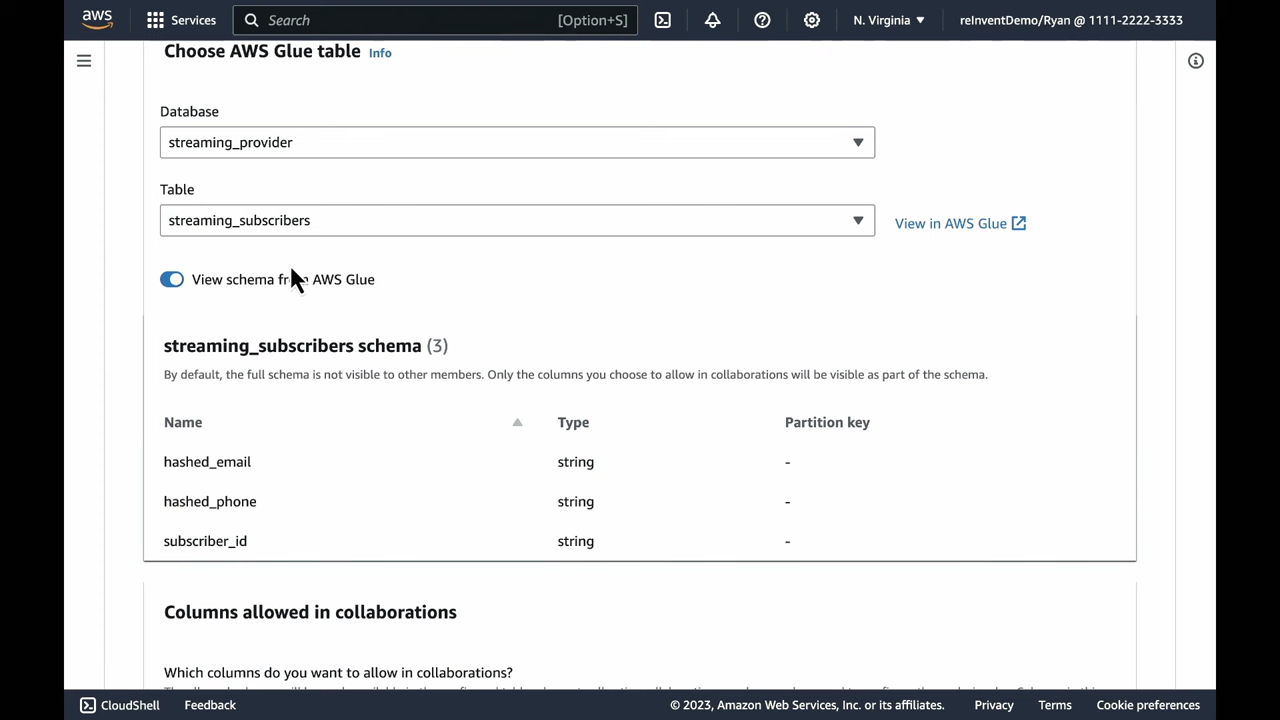 aws
Services
Search
[Option+S]
N. Virginia
reInventDemo/Ryan @ 1111-2222-3333
Choose AWS Glue table Info
Database
streaming_provider
Table
streaming_subscribers
View in AWS Glue
View schema from AWS Glue
streaming_subscribers schema (3)
By default, the full schema is not visible to other members. Only the columns you choose to allow in collaborations will be visible as part of the schema.
Name Type Partition key
hashed_email string -
hashed_phone string -
subscriber_id string -
Columns allowed in collaborations
Which columns do you want to allow in collaborations?
CloudShell Feedback © 2023, Amazon Web Services, Inc. or its affiliates. Privacy Terms Cookie preferences